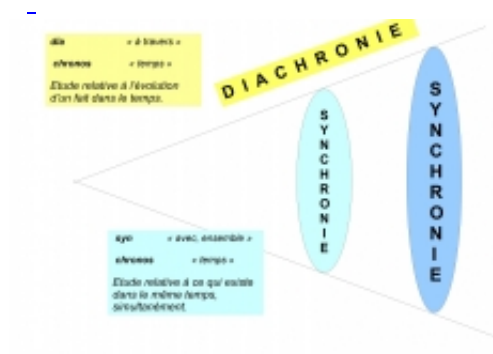 dia « à travers »
chronos « temps »
Etude relative à l'évolution
d'un fait dans le temps.
DIACHRONIE
SYNCHRONIE
SYNCHRONIE
syn « avec, ensemble »
chronos « temps »
Etude relative à ce qui existe
dans le même temps,
simultanément.